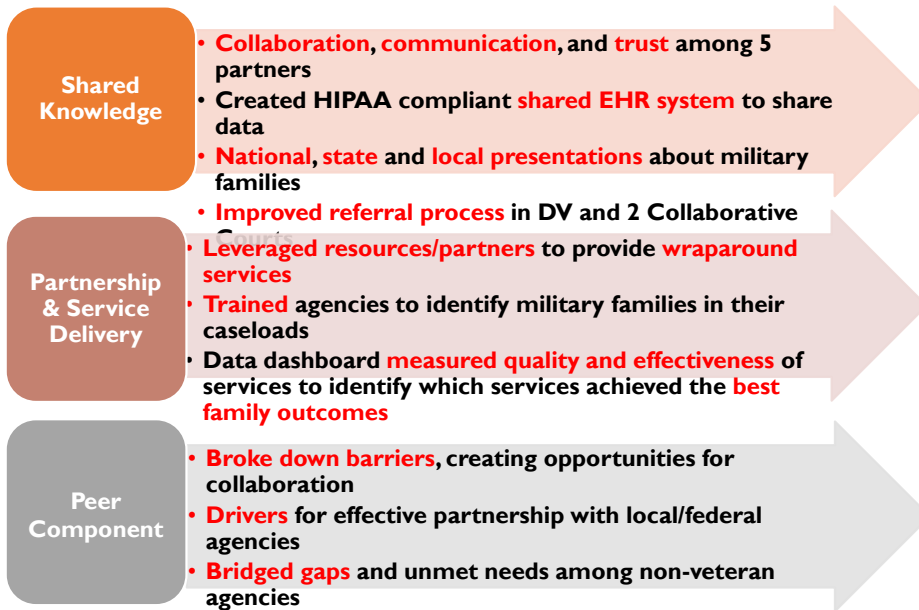 Shared
Knowledge
• Collaboration, communication, and trust among 5
partners
• Created HIPAA compliant shared EHR system to share
data
• National, state and local presentations about military
families
• Improved referral process in DV and 2 Collaborative
Courts
Partnership
& Service
Delivery
• Leveraged resources/partners to provide wraparound
services
• Trained agencies to identify military families in their
caseloads
• Data dashboard measured quality and effectiveness of
services to identify which services achieved the best
family outcomes
Peer
Component
• Broke down barriers, creating opportunities for
collaboration
• Drivers for effective partnership with local/federal
agencies
• Bridged gaps and unmet needs among non-veteran
agencies